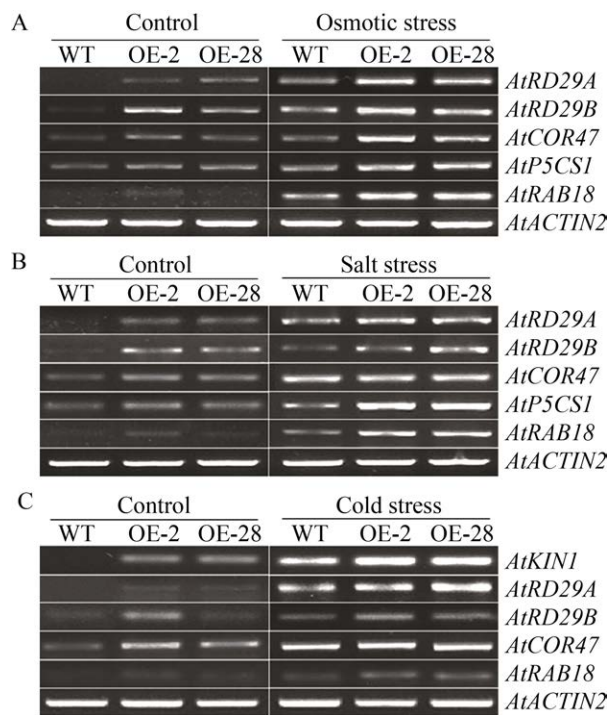 A
Control Osmotic stress
WT OE-2 OE-28 WT OE-2 OE-28
AtRD29A
AtRD29B
AtCOR47
AtP5CS1
AtRAB18
AtACTIN2
B
Control Salt stress
WT OE-2 OE-28 WT OE-2 OE-28
AtRD29A
AtRD29B
AtCOR47
AtP5CS1
AtRAB18
AtACTIN2
C
Control Cold stress
WT OE-2 OE-28 WT OE-2 OE-28
AtKIN1
AtRD29A
AtRD29B
AtCOR47
AtRAB18
AtACTIN2